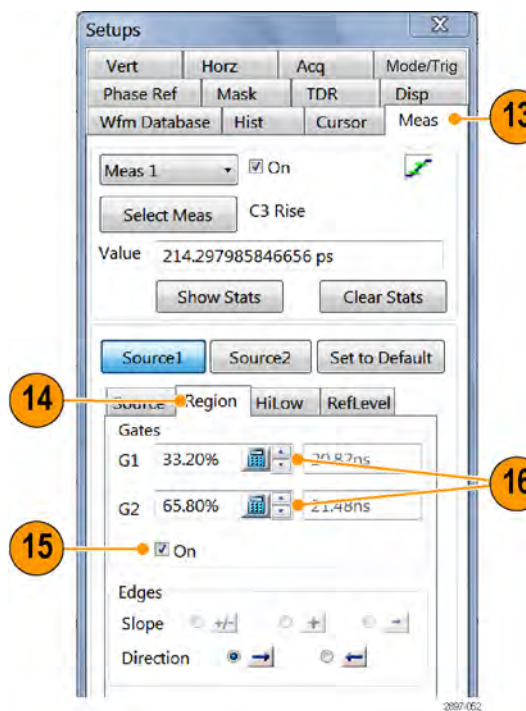 Setups
Vert Horz Acq Mode/Trig
Phase Ref Mask TDR Disp
Wfm Database Hist Cursor Meas
13
Meas 1 On
Select Meas C3 Rise
Value 214.297985846656 ps
Show Stats Clear Stats
Source1 Source2 Set to Default
14
Source Region HiLow RefLevel
Gates
G1 33.20% 20.82ns
16
G2 65.80% 21.48ns
15
On
Edges
Slope +/- + -
Direction
2897-052